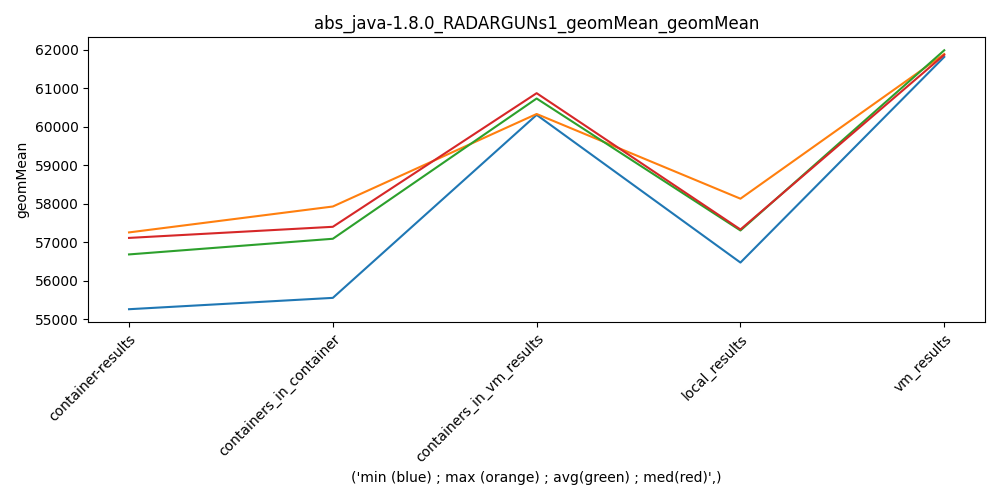 abs_java-1.8.0_RADARGUNs1_geomMean_geomMean
geomMean
62000
61000
60000
59000
58000
57000
56000
55000
container-results
containers_in_container
containers_in_vm_results
local_results
vm_results
('min (blue) ; max (orange) ; avg(green) ; med(red)',)